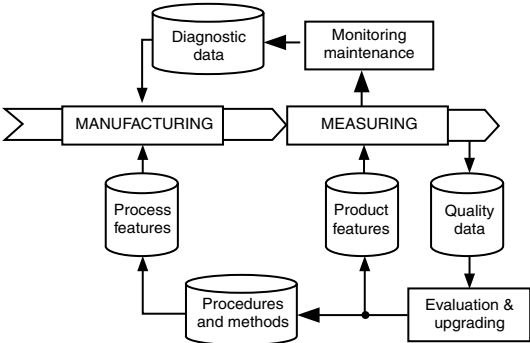 Diagnostic
data
Monitoring
maintenance
MANUFACTURING
MEASURING
Process
features
Product
features
Quality
data
Procedures
and methods
Evaluation &
upgrading